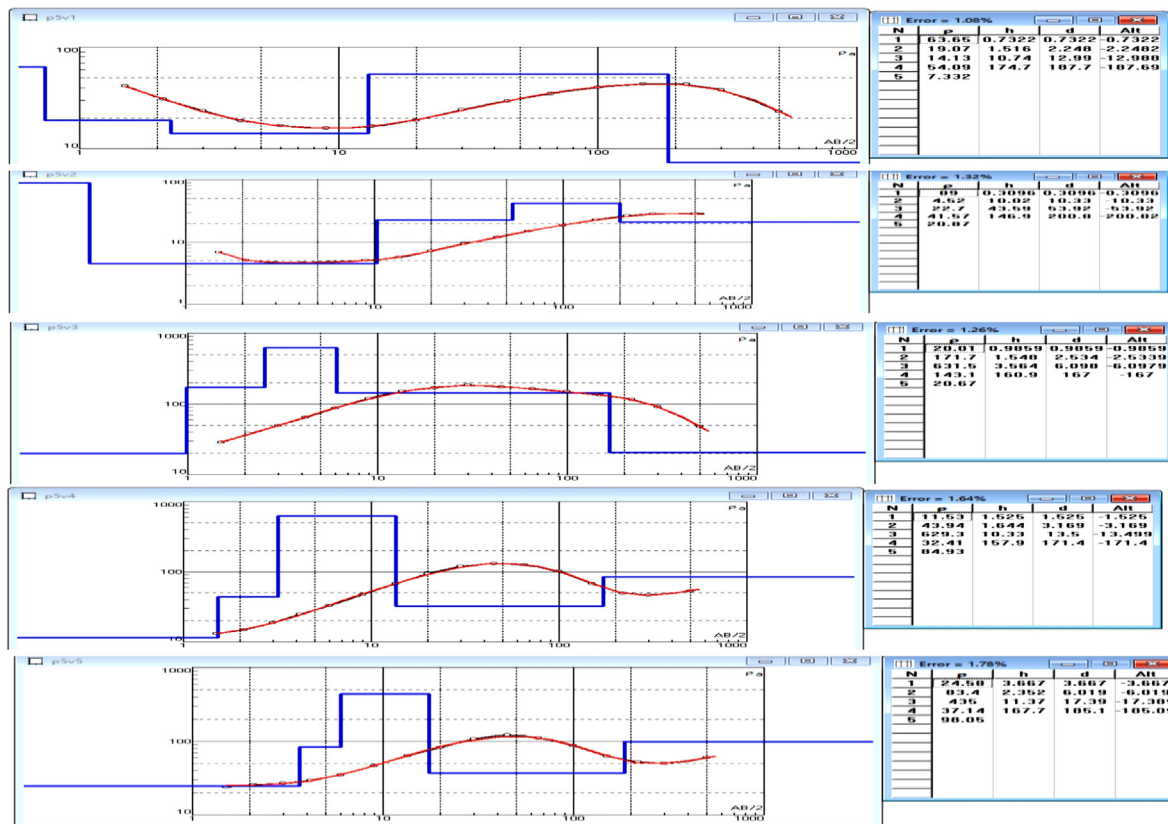 p5v1
Error = 1.08%
Pa
100
10
1
10
100
AB/2
1000
N ρ h d Alt
1 63.65 0.7322 0.7322 -0.7322
2 19.07 1.516 2.248 -2.2482
3 14.13 10.74 12.99 -12.988
4 54.09 174.7 187.7 -187.69
5 7.332
p5v2
Error = 1.32%
Pa
100
10
1
10
100
AB/2
1000
N ρ h d Alt
1 89 0.3096 0.3096 -0.3096
2 4.52 10.02 10.33 -10.33
3 22.7 43.59 53.92 -53.92
4 41.57 146.9 200.8 -200.82
5 20.87
p5v3
Error = 1.26%
Pa
1000
100
10
1
10
100
AB/2
1000
N ρ h d Alt
1 20.01 0.9859 0.9859 -0.9859
2 171.7 1.548 2.534 -2.5339
3 631.5 3.564 6.098 -6.0979
4 143.1 160.9 167 -167
5 20.67
p5v4
Error = 1.64%
Pa
1000
100
10
1
10
100
AB/2
1000
N ρ h d Alt
1 11.53 1.525 1.525 -1.525
2 43.94 1.644 3.169 -3.169
3 629.3 10.33 13.5 -13.499
4 32.41 157.9 171.4 -171.4
5 84.93
p5v5
Error = 1.78%
Pa
1000
100
10
1
10
100
AB/2
1000
N ρ h d Alt
1 24.58 3.667 3.667 -3.667
2 83.4 2.352 6.019 -6.019
3 435 11.37 17.39 -17.389
4 37.14 167.7 185.1 -185.09
5 98.05